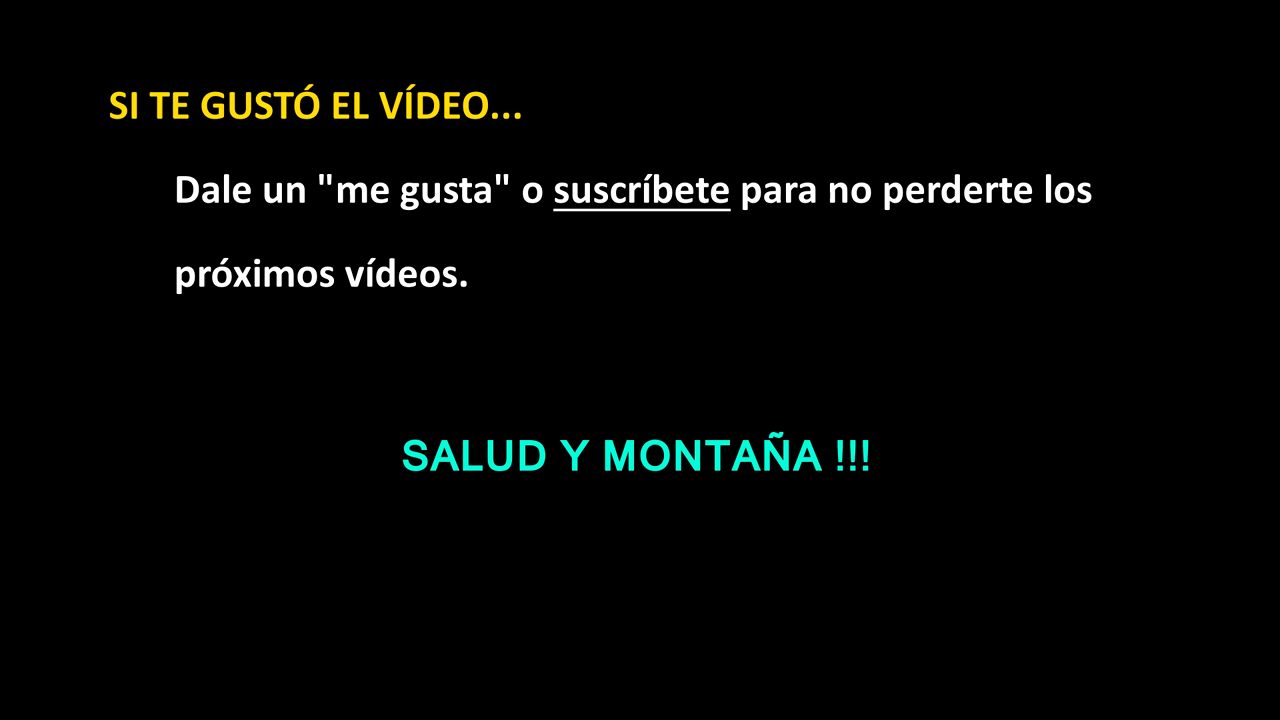 SI TE GUSTÓ EL VÍDEO...
Dale un "me gusta" o suscríbete para no perderte los
próximos vídeos.
SALUD Y MONTAÑA !!!